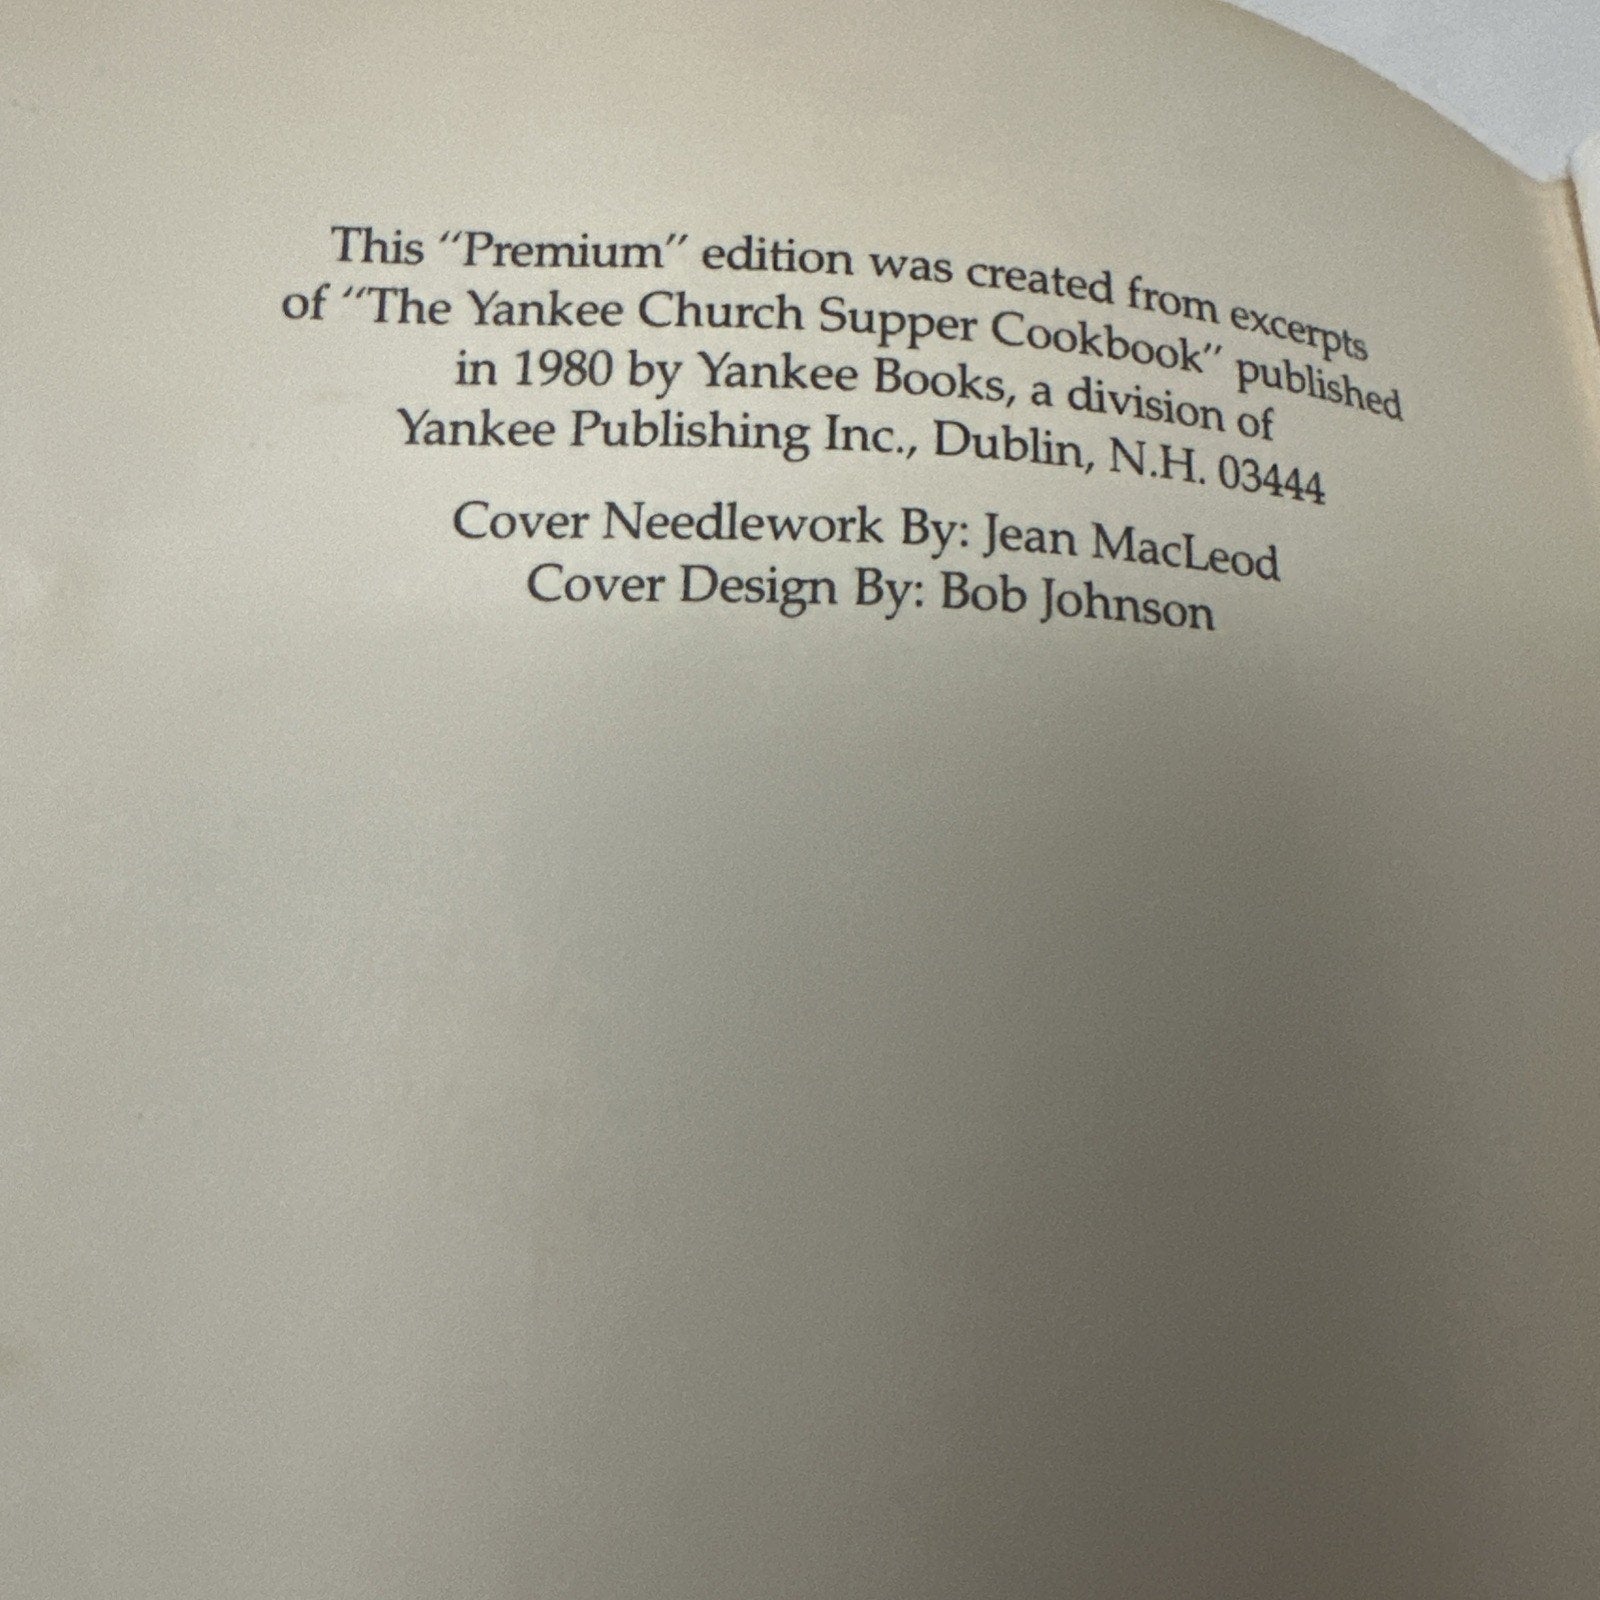 This "Premium" edition was created from excerpts
of "The Yankee Church Supper Cookbook" published
in 1980 by Yankee Books, a division of
Yankee Publishing Inc., Dublin, N.H. 03444
Cover Needlework By: Jean MacLeod
Cover Design By: Bob Johnson